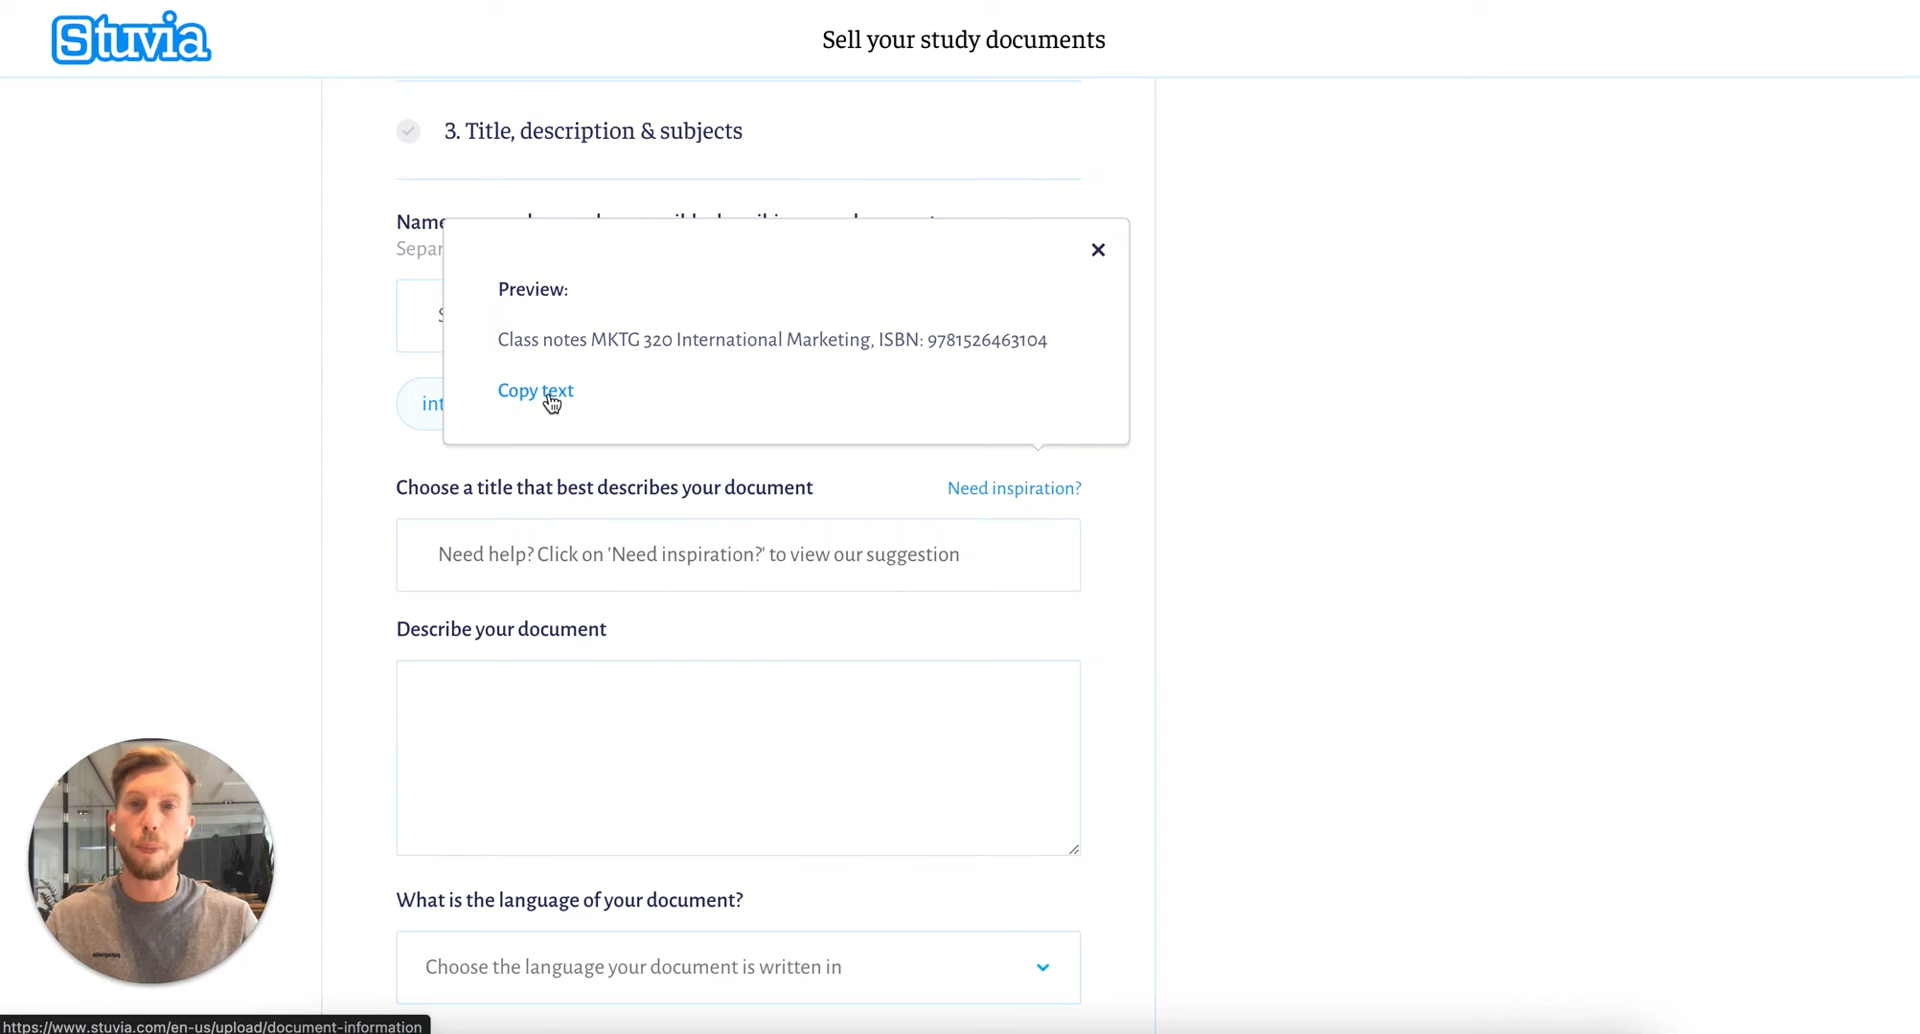 Stuvia
Sell your study documents
3. Title, description & subjects
Name
Separ
Preview:
Class notes MKTG 320 International Marketing, ISBN: 9781526463104
Copy text
int
Choose a title that best describes your document
Need inspiration?
Need help? Click on 'Need inspiration?' to view our suggestion
Describe your document
What is the language of your document?
Choose the language your document is written in
https://www.stuvia.com/en-us/upload/document-information